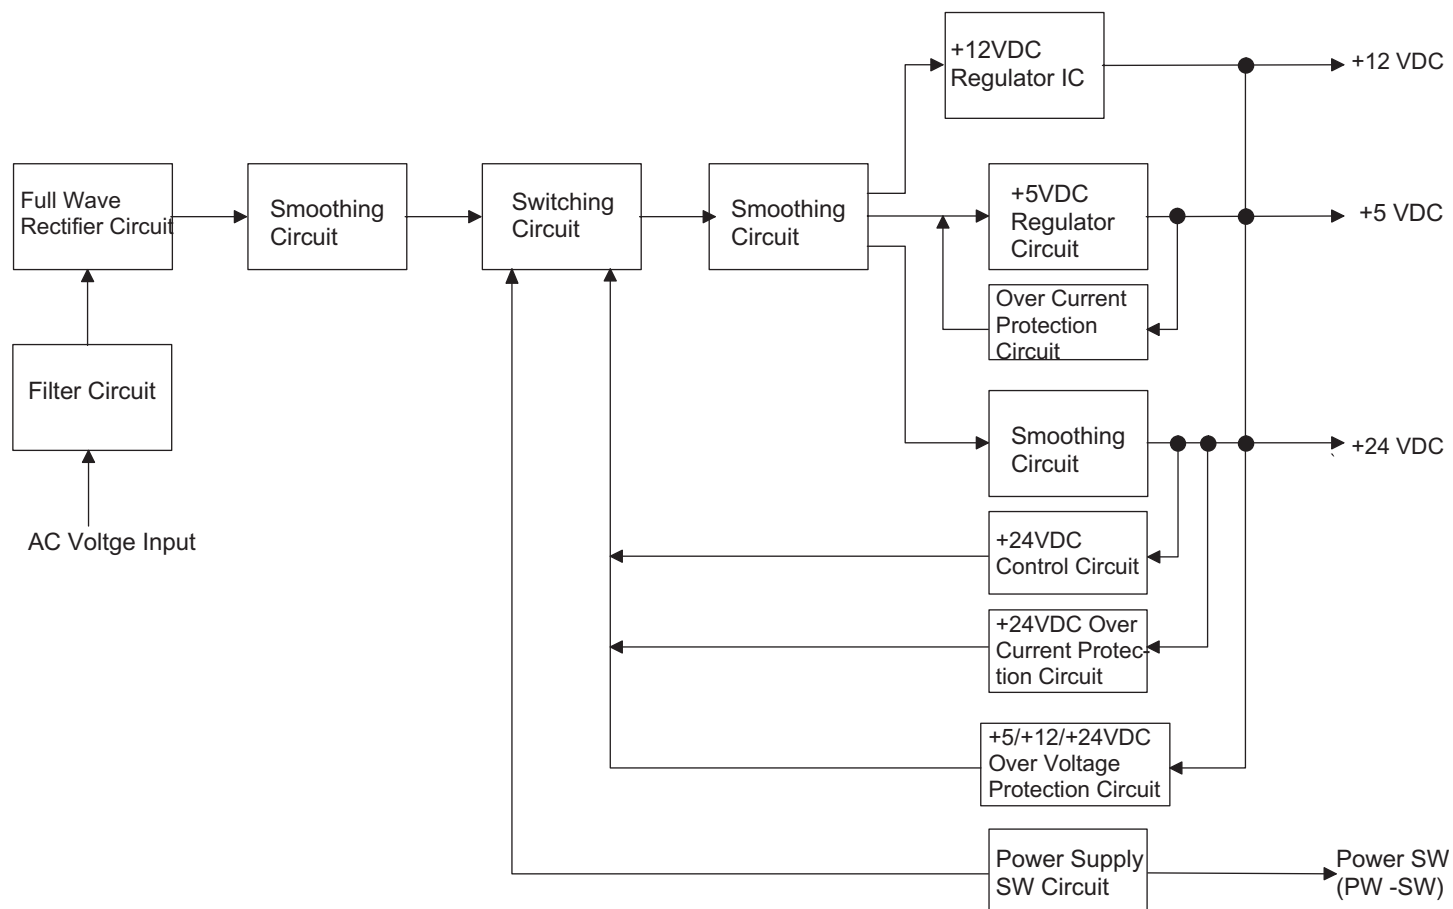 +12VDC
Regulator IC
+12 VDC
Full Wave
Rectifier Circuit
Smoothing
Circuit
Switching
Circuit
Smoothing
Circuit
+5VDC
Regulator
Circuit
+5 VDC
Over Current
Protection
Circuit
Filter Circuit
Smoothing
Circuit
+24 VDC
AC Voltge Input
+24VDC
Control Circuit
+24VDC Over
Current Protec-
tion Circuit
+5/+12/+24VDC
Over Voltage
Protection Circuit
Power Supply
SW Circuit
Power SW
(PW -SW)